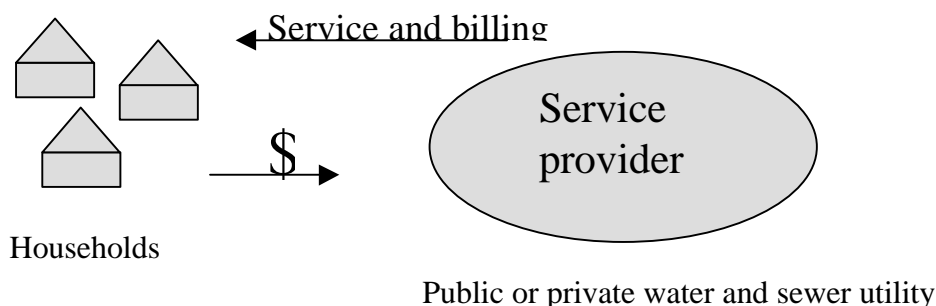 Service and billing
Service
provider
$
Households
Public or private water and sewer utility